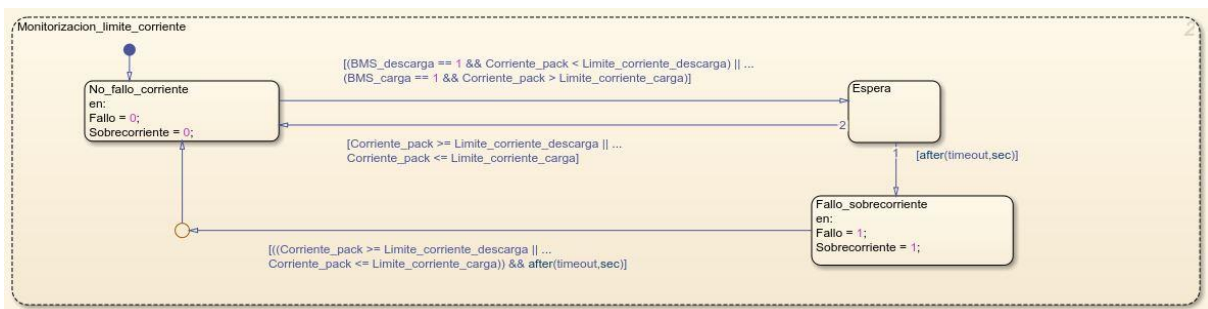 Monitorizacion_limite_corriente
2
[(BMS_descarga == 1 && Corriente_pack < Limite_corriente_descarga) || ...
(BMS_carga == 1 && Corriente_pack > Limite_corriente_carga)]
No_fallo_corriente
en:
Fallo = 0;
Sobrecorriente = 0;
Espera
2
[Corriente_pack >= Limite_corriente_descarga || ...
Corriente_pack <= Limite_corriente_carga]
1
[after(timeout,sec)]
Fallo_sobrecorriente
en:
Fallo = 1;
Sobrecorriente = 1;
[((Corriente_pack >= Limite_corriente_descarga || ...
Corriente_pack <= Limite_corriente_carga)) && after(timeout,sec)]